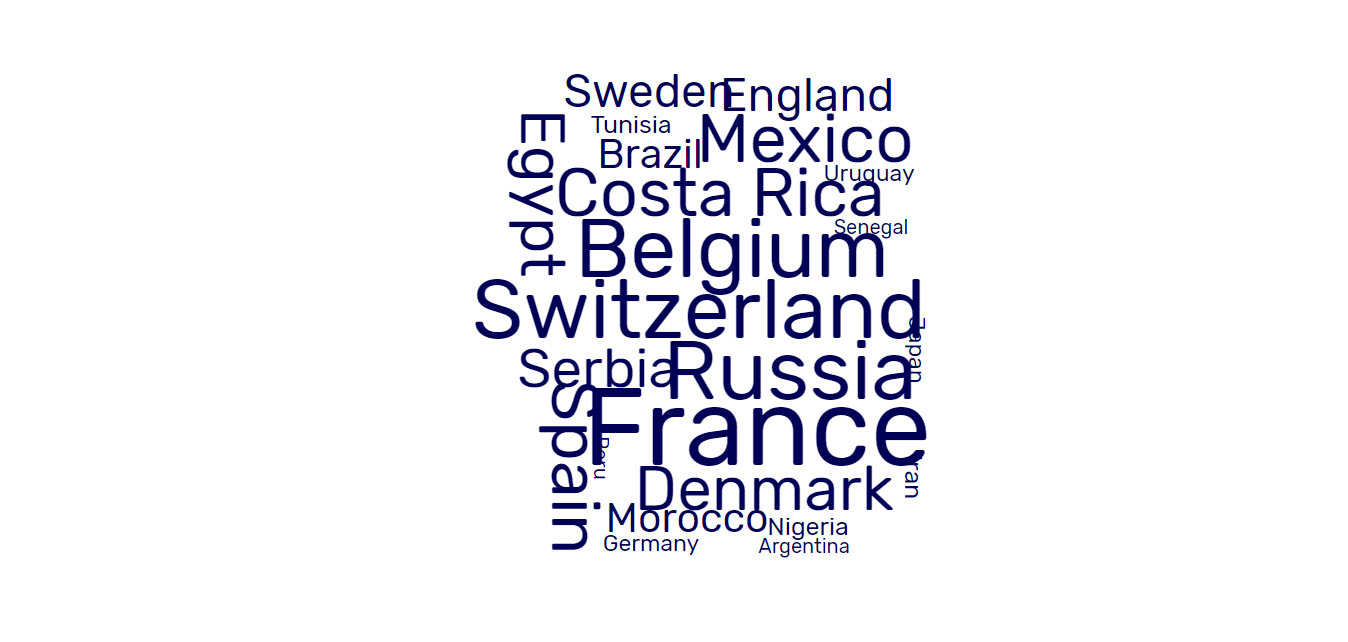 Sweden
England
Egypt
Tunisia
Mexico
Brazil
Uruguay
Costa Rica
Senegal
Belgium
Switzerland
Japan
Russia
Serbia
Spain
France
Peru
Iran
Denmark
Morocco
Nigeria
Germany
Argentina